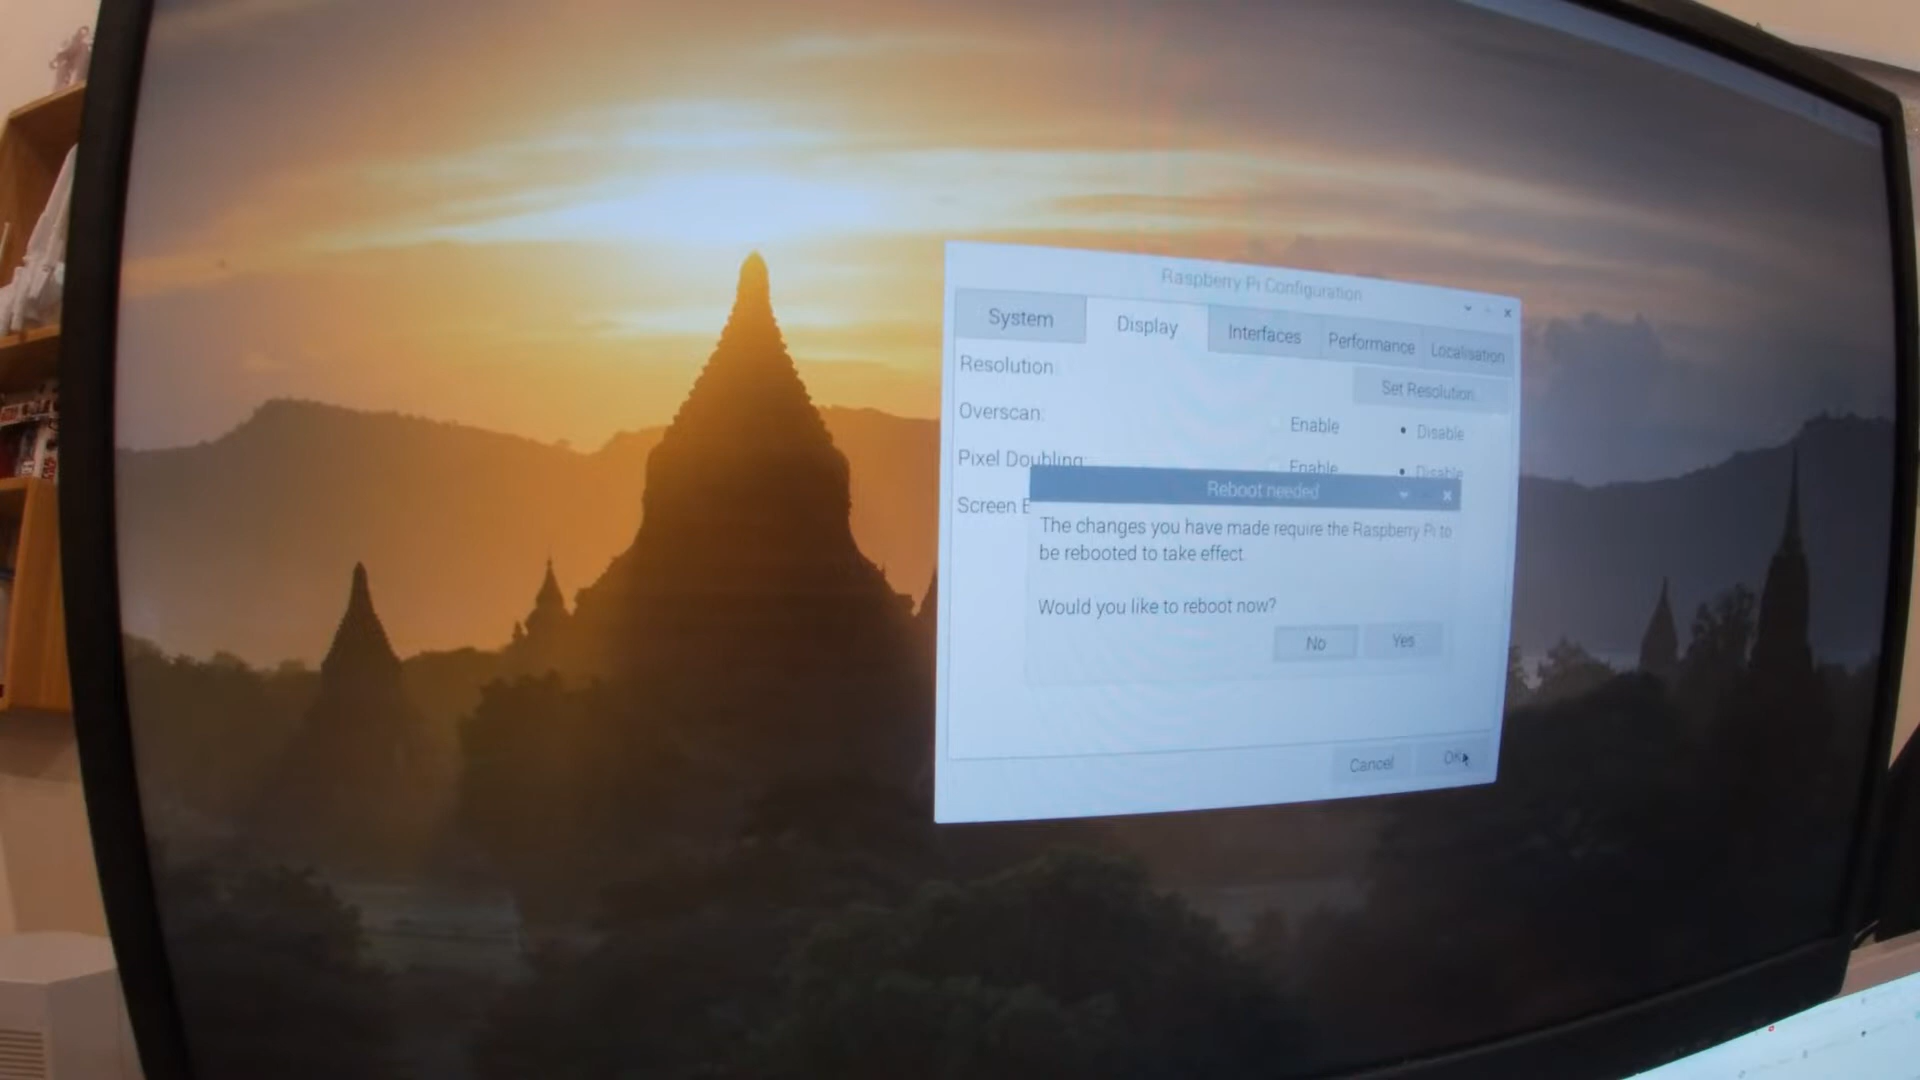 Raspberry Pi Configuration
System Display Interfaces Performance Localisation
Resolution:
Set Resolution...
Overscan:
Enable
Disable
Pixel Doubling:
Enable
Disable
Screen
Reboot needed
The changes you have made require the Raspberry Pi to
be rebooted to take effect.
Would you like to reboot now?
No
Yes
Cancel
OK